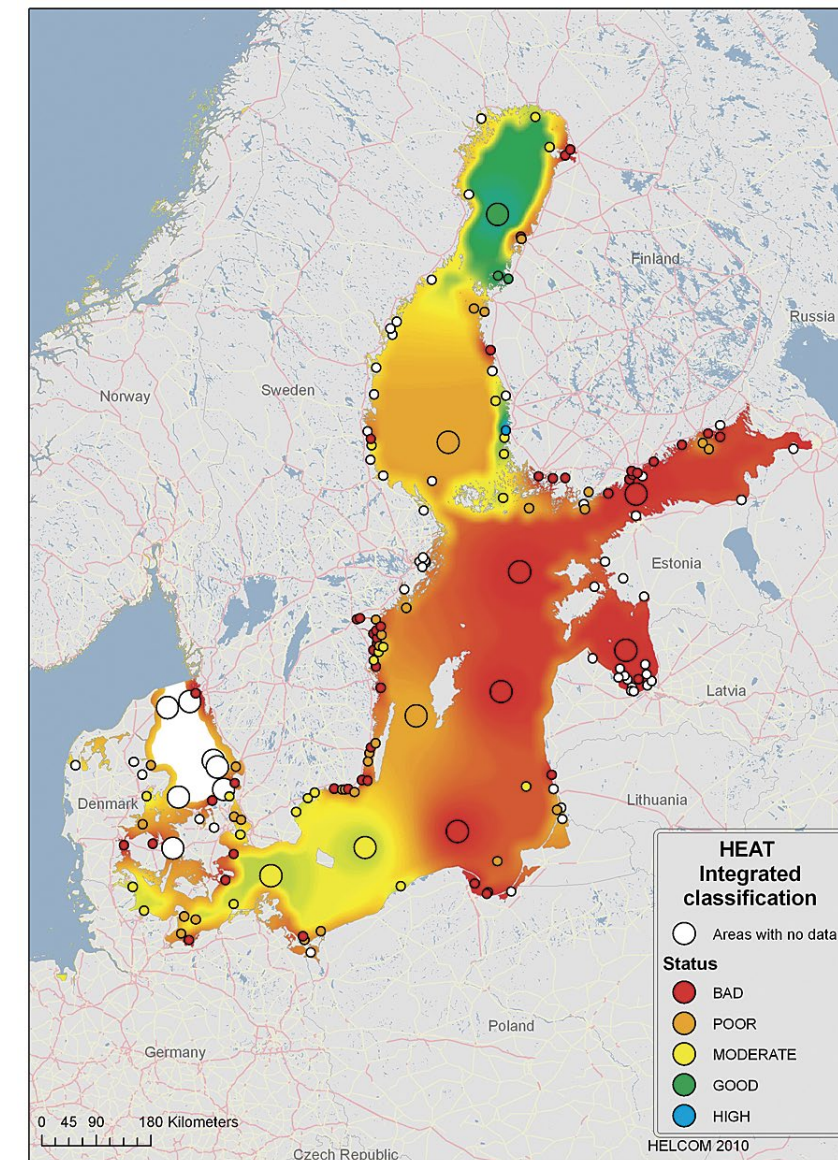 Finland
Russia
Norway
Sweden
Estonia
Latvia
Denmark
Lithuania
HEAT
Integrated
classification
Areas with no data
Status
BAD
POOR
MODERATE
GOOD
HIGH
Poland
Germany
0 45 90 180 Kilometers
Czech Republic
HELCOM 2010